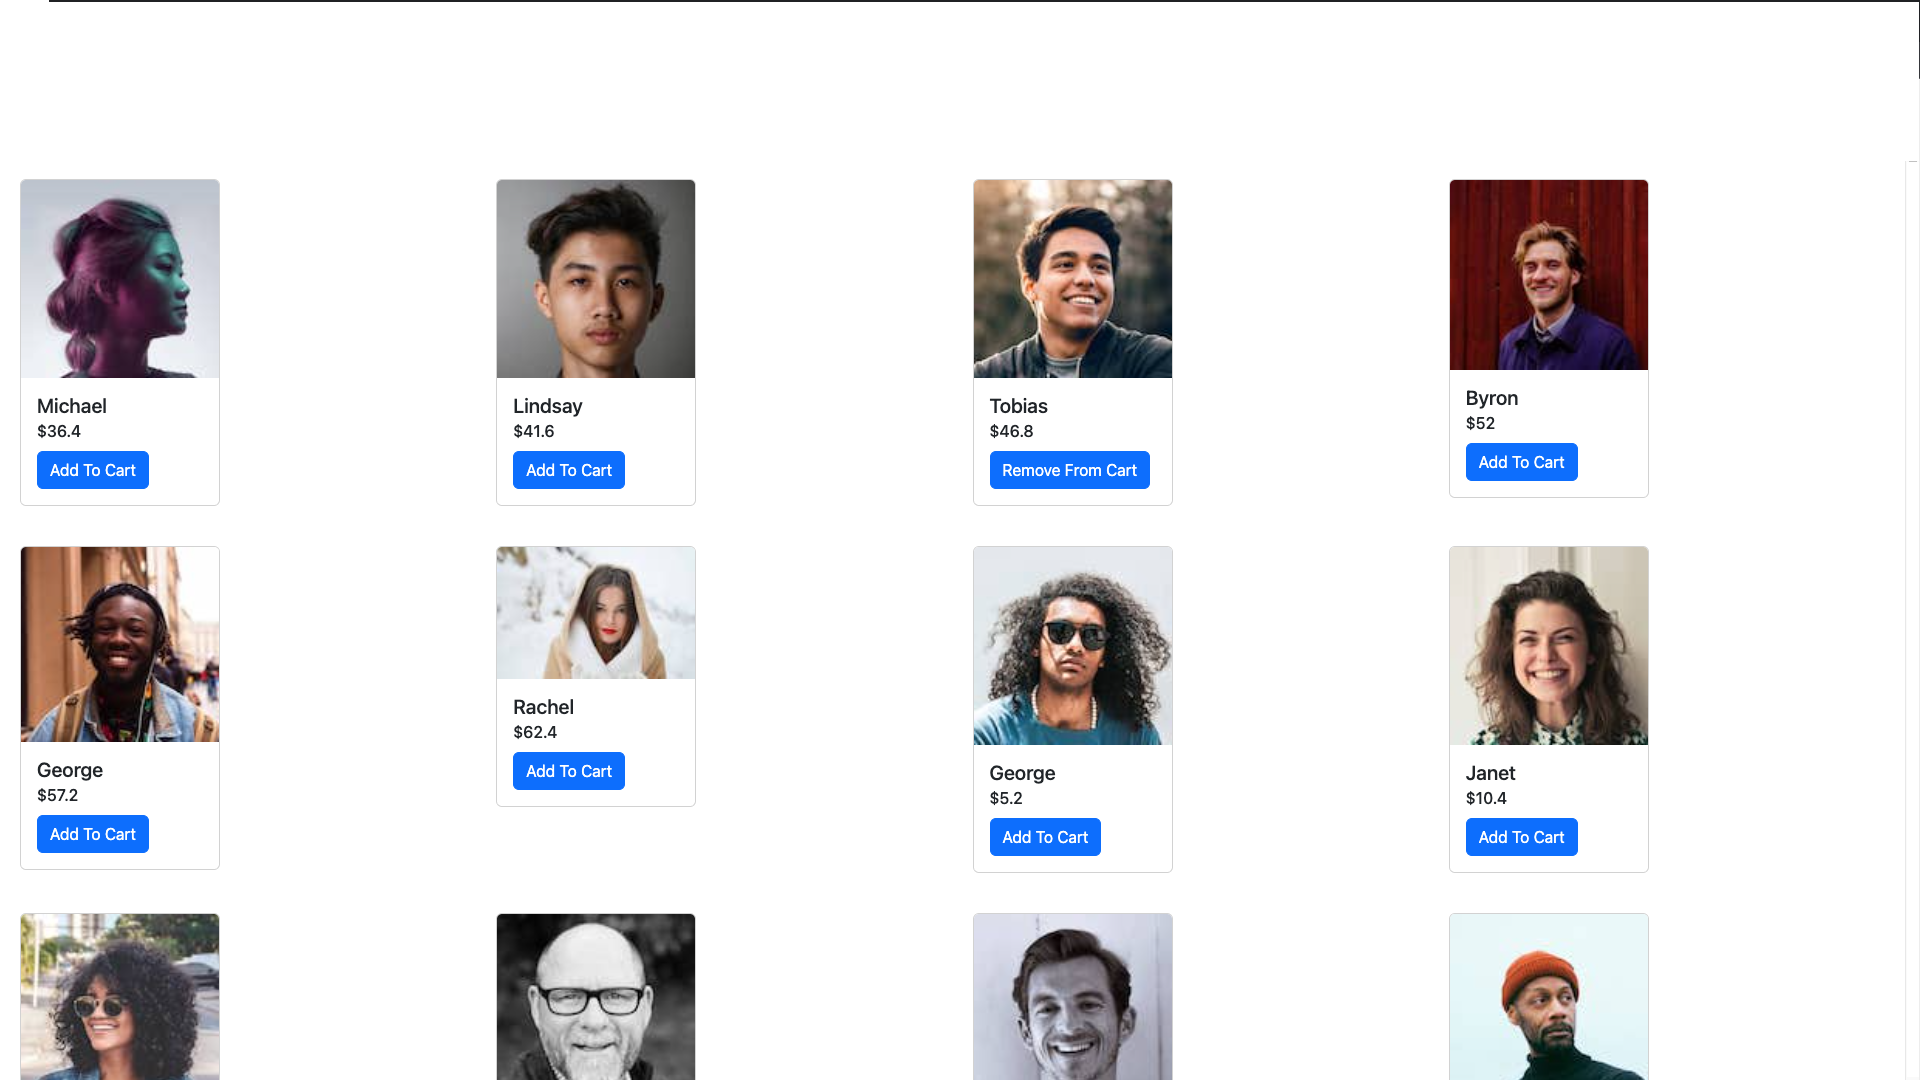 Michael
$36.4
Add To Cart
Lindsay
$41.6
Add To Cart
Tobias
$46.8
Remove From Cart
Byron
$52
Add To Cart
George
$57.2
Add To Cart
Rachel
$62.4
Add To Cart
George
$5.2
Add To Cart
Janet
$10.4
Add To Cart